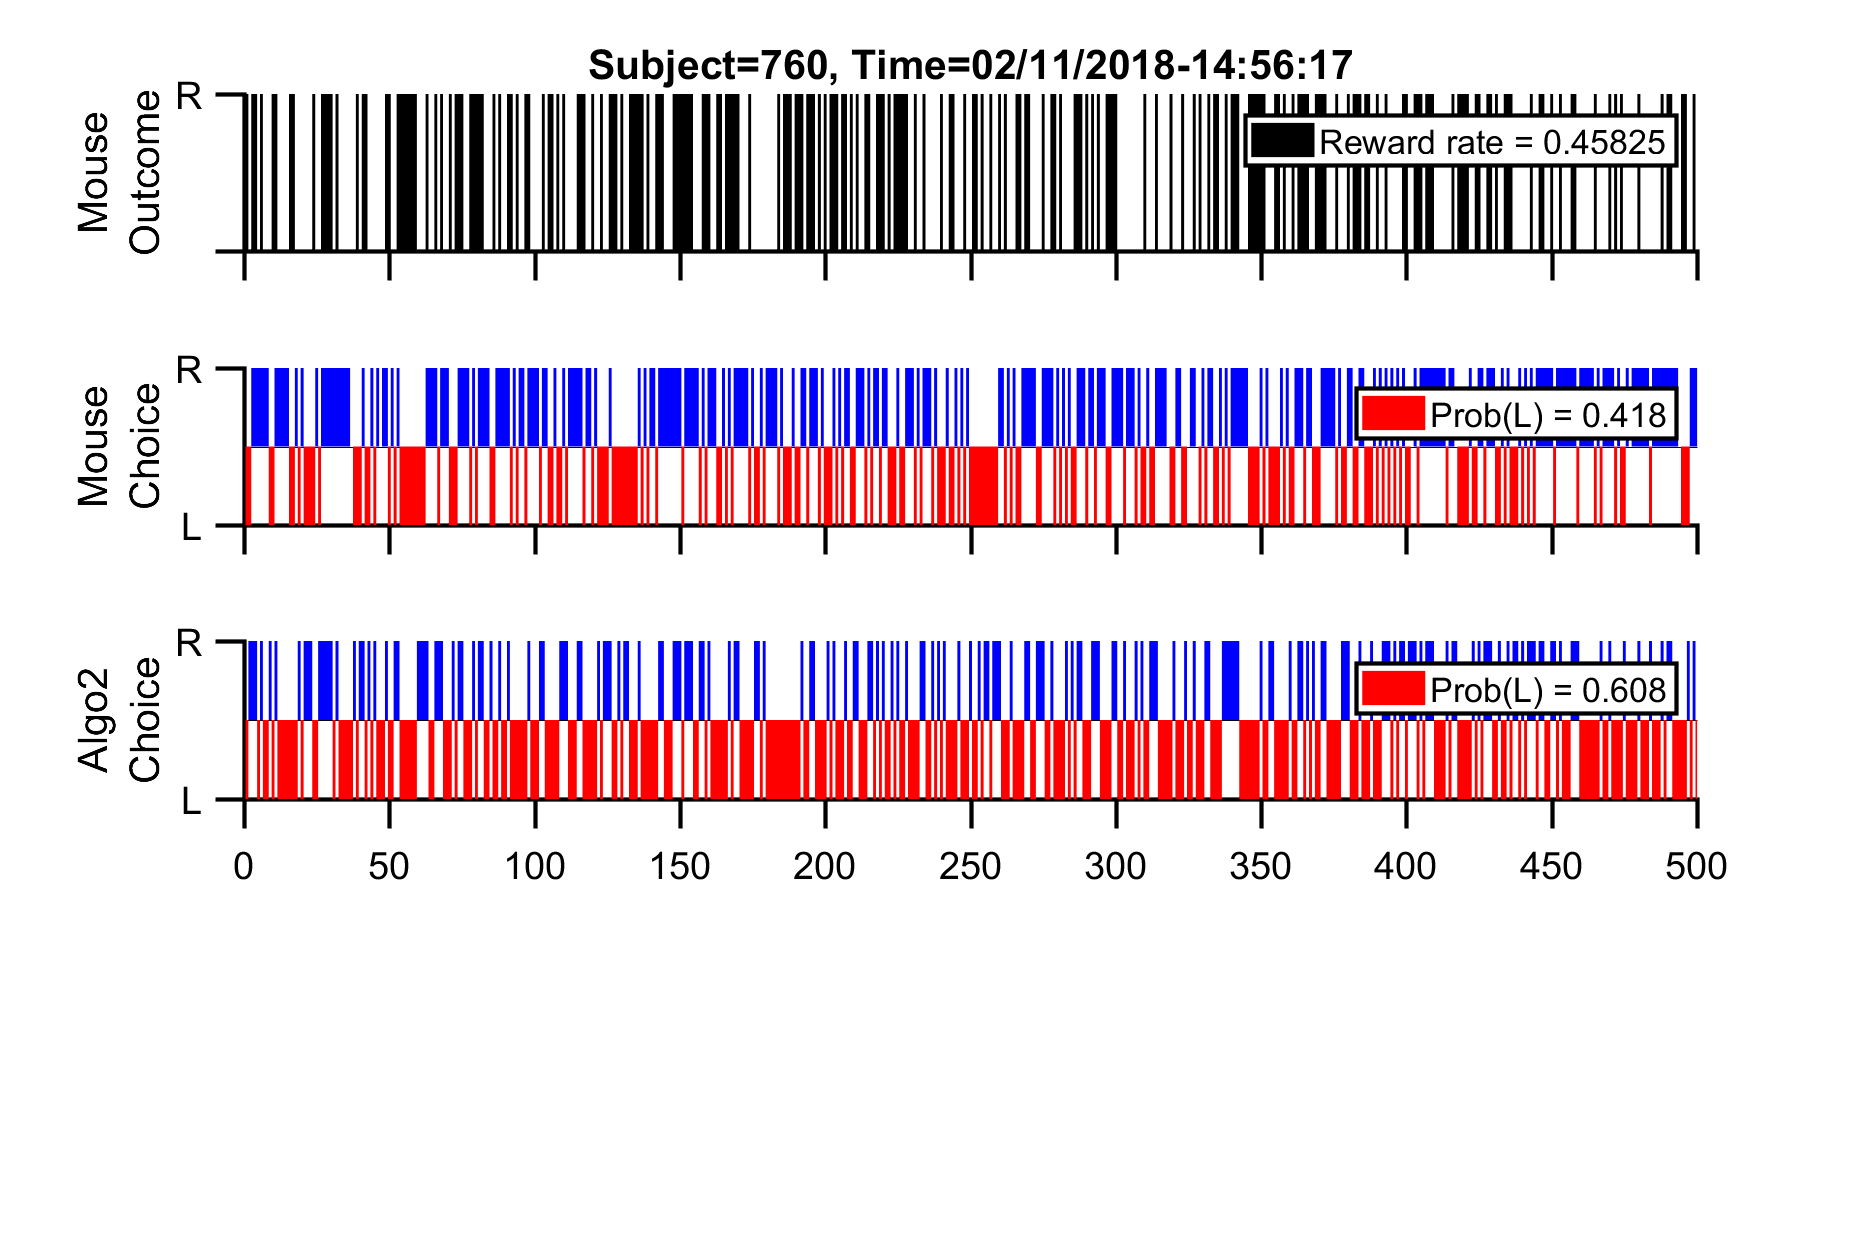 Subject=760, Time=02/11/2018-14:56:17
Mouse
Outcome
R
Reward rate = 0.45825
Mouse
Choice
R
L
Prob(L) = 0.418
Algo2
Choice
R
L
Prob(L) = 0.608
0 50 100 150 200 250 300 350 400 450 500